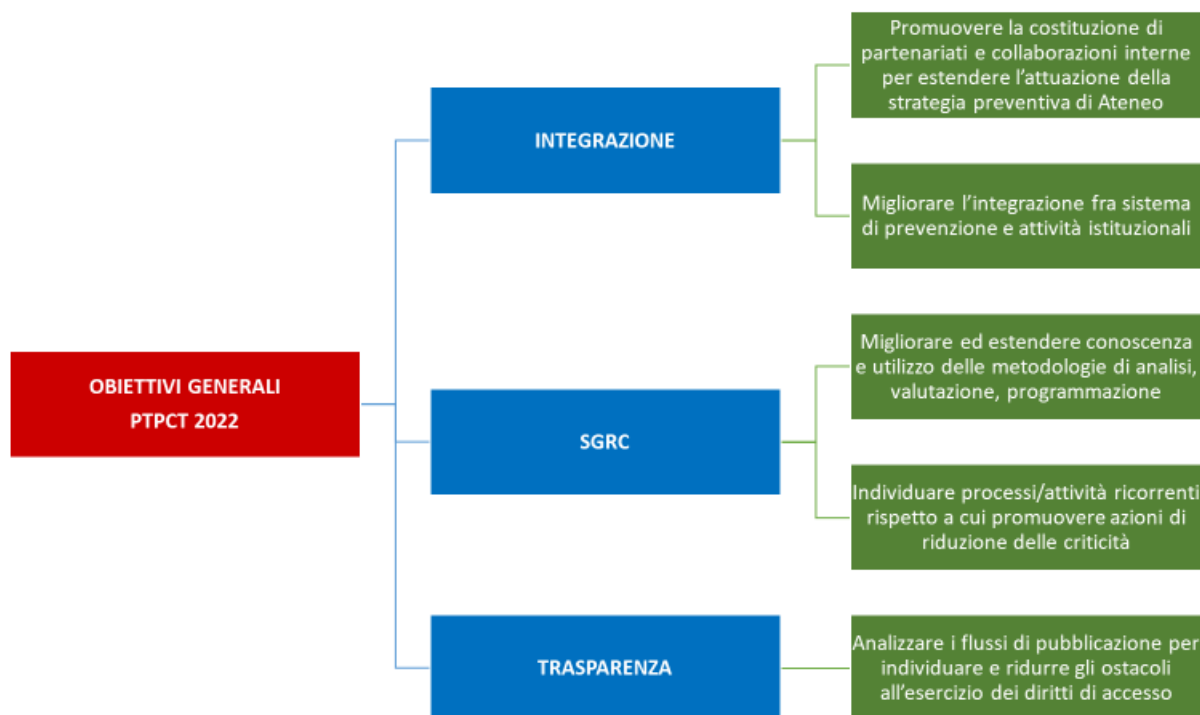 OBIETTIVI GENERALI
PTPCT 2022
INTEGRAZIONE
Promuovere la costituzione di
partenariati e collaborazioni interne
per estendere l'attuazione della
strategia preventiva di Ateneo
Migliorare l'integrazione fra sistema
di prevenzione e attività istituzionali
SGRC
Migliorare ed estendere conoscenza
e utilizzo delle metodologie di analisi,
valutazione, programmazione
Individuare processi/attività ricorrenti
rispetto a cui promuovere azioni di
riduzione delle criticità
TRASPARENZA
Analizzare i flussi di pubblicazione per
individuare e ridurre gli ostacoli
all'esercizio dei diritti di accesso